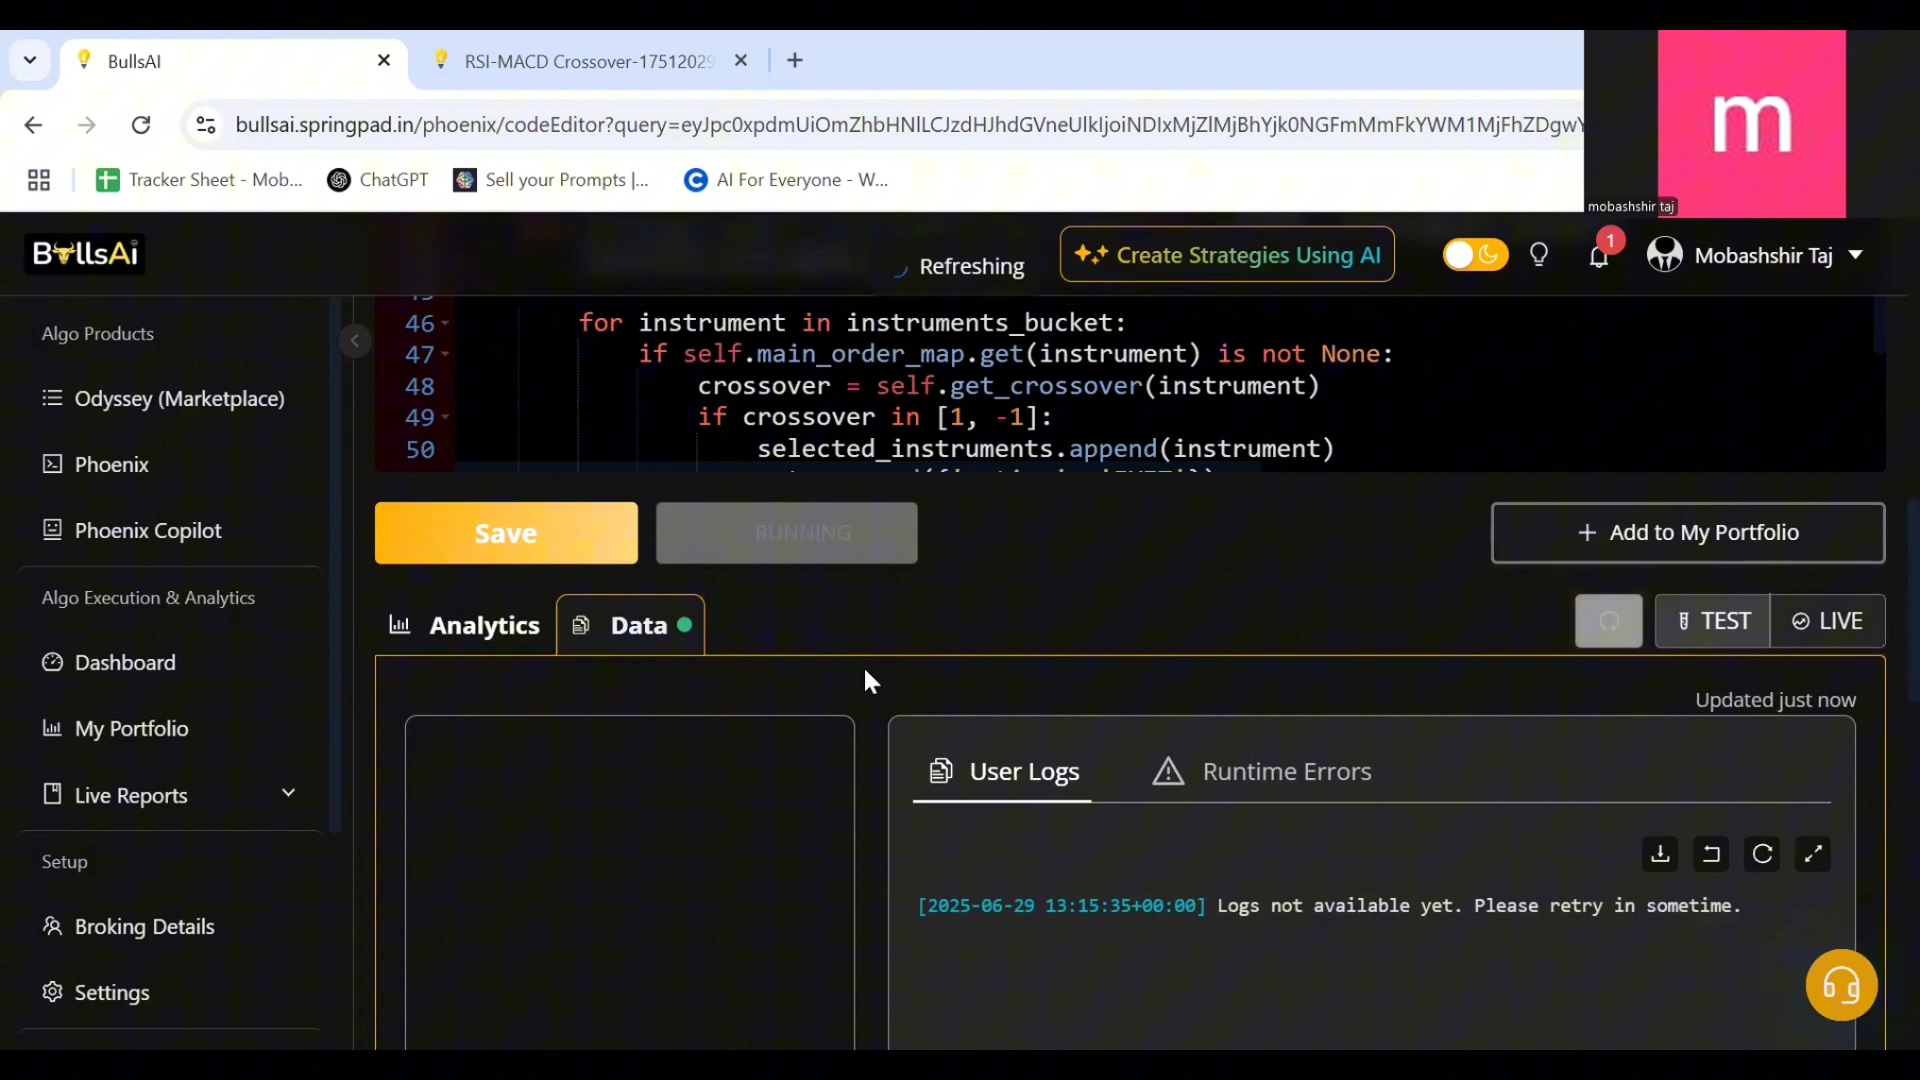 BullsAI
RSI-MACD Crossover-17512029
bullsai.springpad.in/phoenix/codeEditor?query=eyJpc0xpdmUiOmZhbHNlLCJzdHJhdGVneUlkIjoiNDIxMjZlMjBhYjk0NGFmMmFkYWM1MjFhZDgwY
Tracker Sheet - Mob...
ChatGPT
Sell your Prompts |...
AI For Everyone - W...
m
mobashshir taj
BullsAi
Refreshing
Create Strategies Using AI
1
Mobashshir Taj
Algo Products
Odyssey (Marketplace)
Phoenix
Phoenix Copilot
Algo Execution & Analytics
Dashboard
My Portfolio
Live Reports
Setup
Broking Details
Settings
46 for instrument in instruments_bucket:
47 if self.main_order_map.get(instrument) is not None:
48 crossover = self.get_crossover(instrument)
49 if crossover in [1, -1]:
50 selected_instruments.append(instrument)
Save
RUNNING
+ Add to My Portfolio
Analytics
Data
TEST
LIVE
Updated just now
User Logs
Runtime Errors
[2025-06-29 13:15:35+00:00] Logs not available yet. Please retry in sometime.